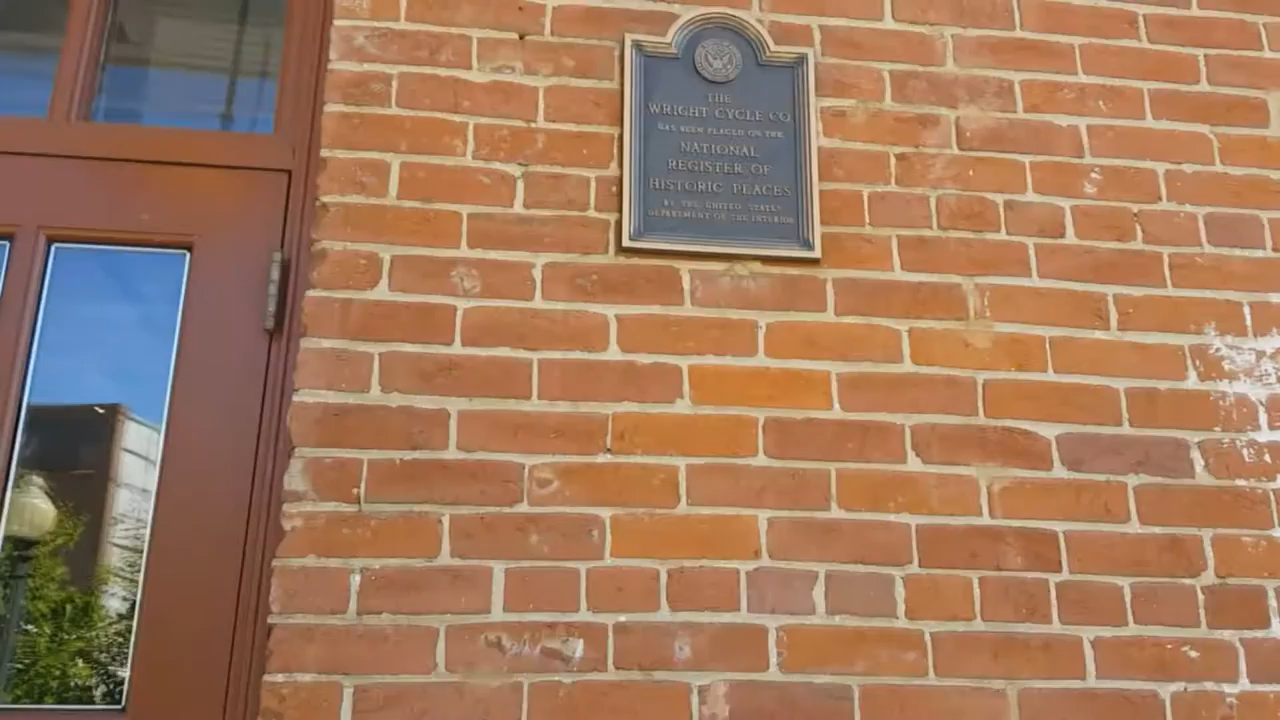 THE
WRIGHT CYCLE CO
HAS BEEN PLACED ON THE
NATIONAL
REGISTER OF
HISTORIC PLACES
BY THE UNITED STATES
DEPARTMENT OF THE INTERIOR